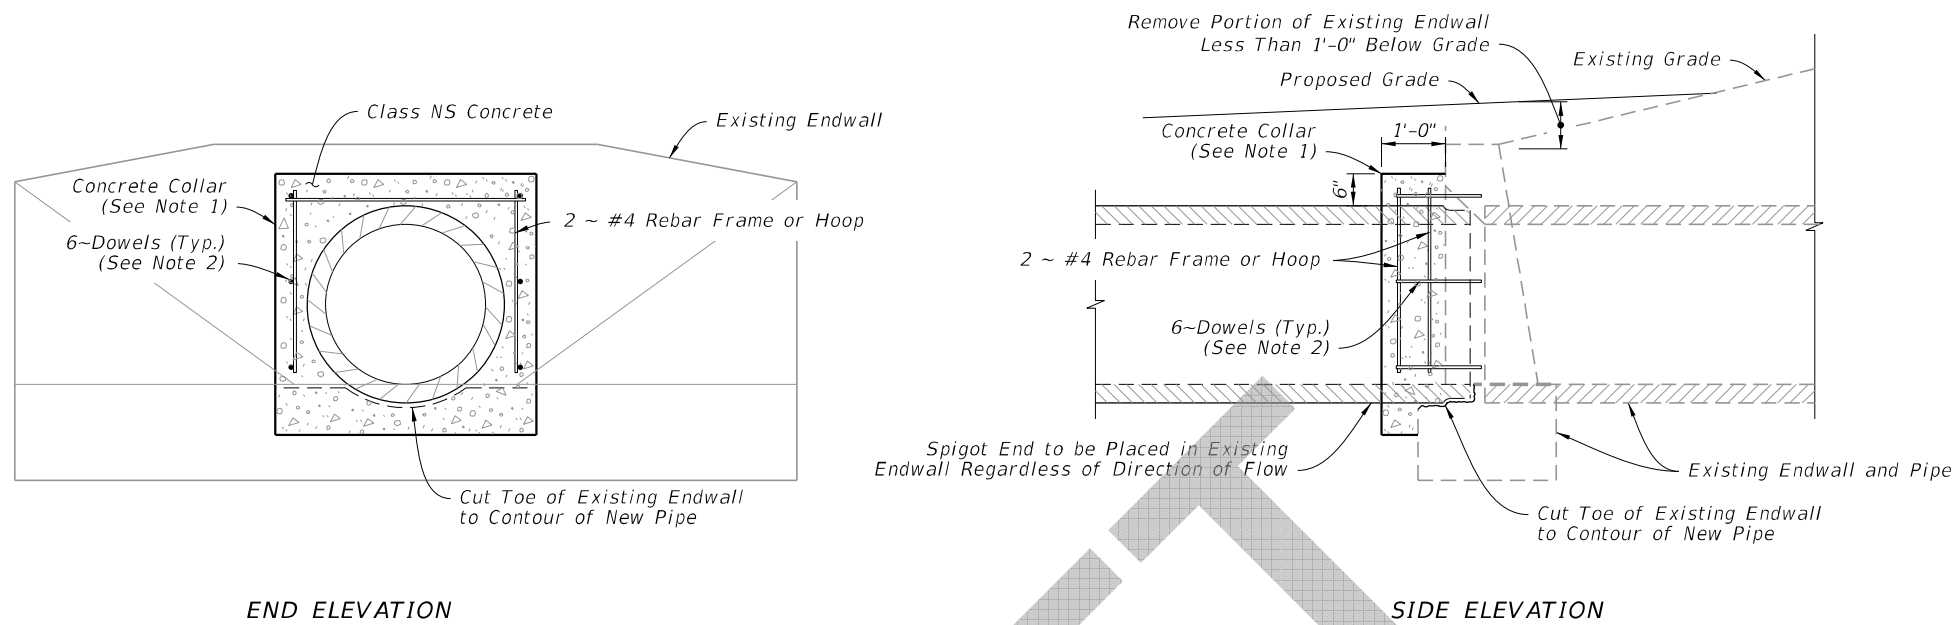 Class NS Concrete
Existing Endwall
Concrete Collar
(See Note 1)
2 ~ #4 Rebar Frame or Hoop
6~Dowels (Typ.)
(See Note 2)
Cut Toe of Existing Endwall
to Contour of New Pipe
END ELEVATION
Remove Portion of Existing Endwall
Less Than 1'-0" Below Grade
Existing Grade
Proposed Grade
Concrete Collar
(See Note 1)
1'-0"
6"
2 ~ #4 Rebar Frame or Hoop
6~Dowels (Typ.)
(See Note 2)
Spigot End to be Placed in Existing
Endwall Regardless of Direction of Flow
Existing Endwall and Pipe
Cut Toe of Existing Endwall
to Contour of New Pipe
SIDE ELEVATION